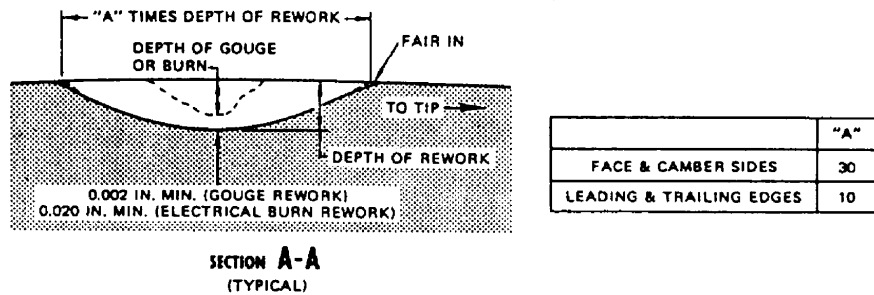 "A" TIMES DEPTH OF REWORK
DEPTH OF GOUGE
OR BURN
FAIR IN
TO TIP
DEPTH OF REWORK
0.002 IN. MIN. (GOUGE REWORK)
0.020 IN. MIN. (ELECTRICAL BURN REWORK)
SECTION A-A
(TYPICAL)
"A"
FACE & CAMBER SIDES 30
LEADING & TRAILING EDGES 10